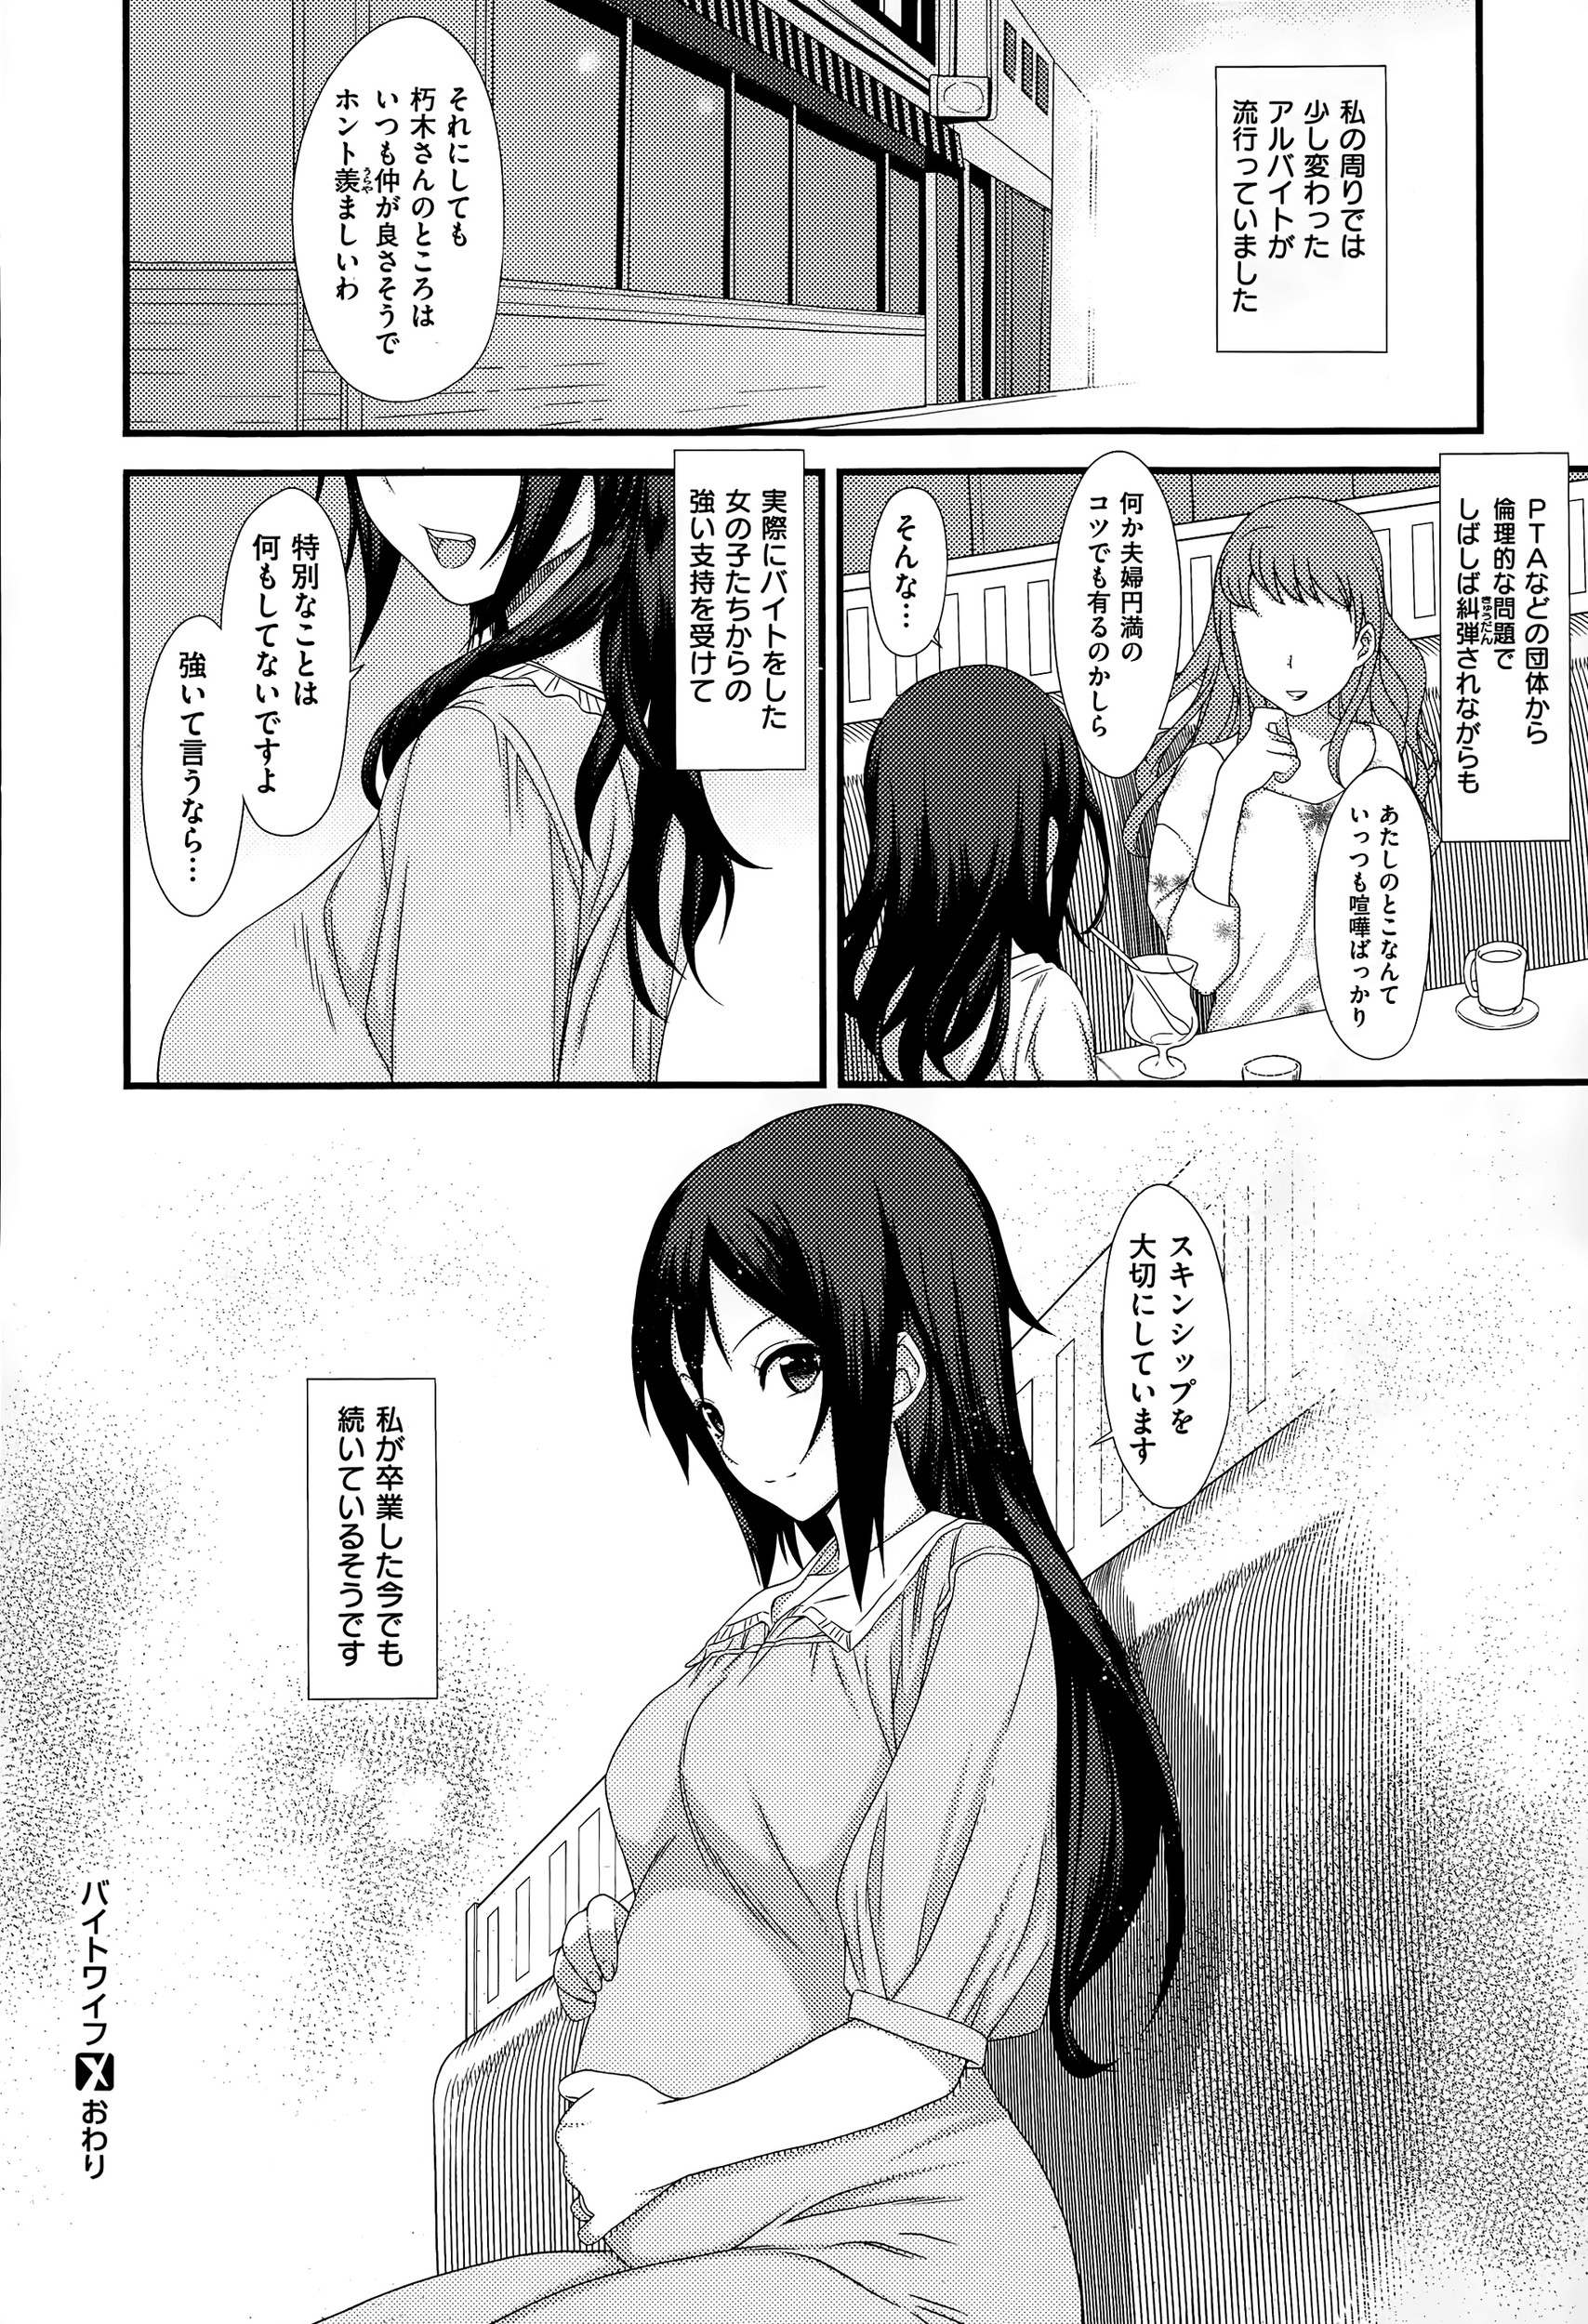 私の周りでは
少し変わった
アルバイトが
流行っていました
それにしても
朽木さんのところは
いつも仲が良さそうで
ホント羨ましいわ
うらや
PTAなどの団体から
倫理的な問題で
しばしば糾弾されながらも
きゅうだん
何か夫婦円満の
コツでも有るのかしら
あたしのとこなんて
いっつも喧嘩ばっかり
そんな…
実際にバイトをした
女の子たちからの
強い支持を受けて
特別なことは
何もしてないですよ
強いて言うなら…
スキンシップを
大切にしています
私が卒業した今でも
続いているそうです
バイトワイフ X おわり